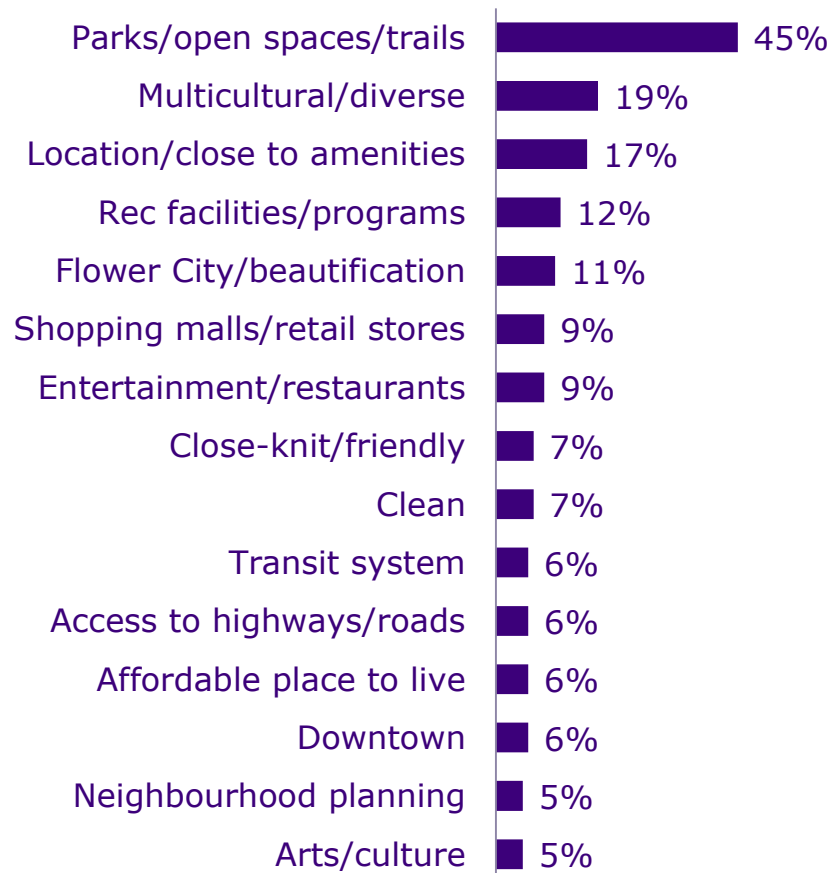 Parks/open spaces/trails 45%
Multicultural/diverse 19%
Location/close to amenities 17%
Rec facilities/programs 12%
Flower City/beautification 11%
Shopping malls/retail stores 9%
Entertainment/restaurants 9%
Close-knit/friendly 7%
Clean 7%
Transit system 6%
Access to highways/roads 6%
Affordable place to live 6%
Downtown 6%
Neighbourhood planning 5%
Arts/culture 5%